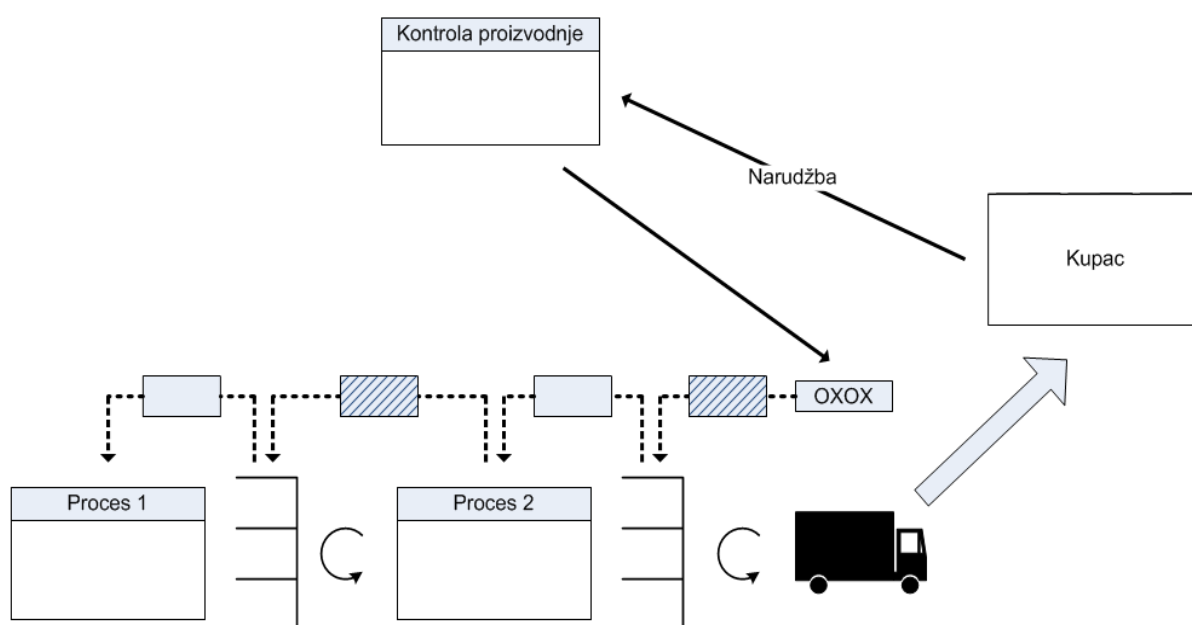 Kontrola proizvodnje
Narudžba
Kupac
OXOX
Proces 1
Proces 2